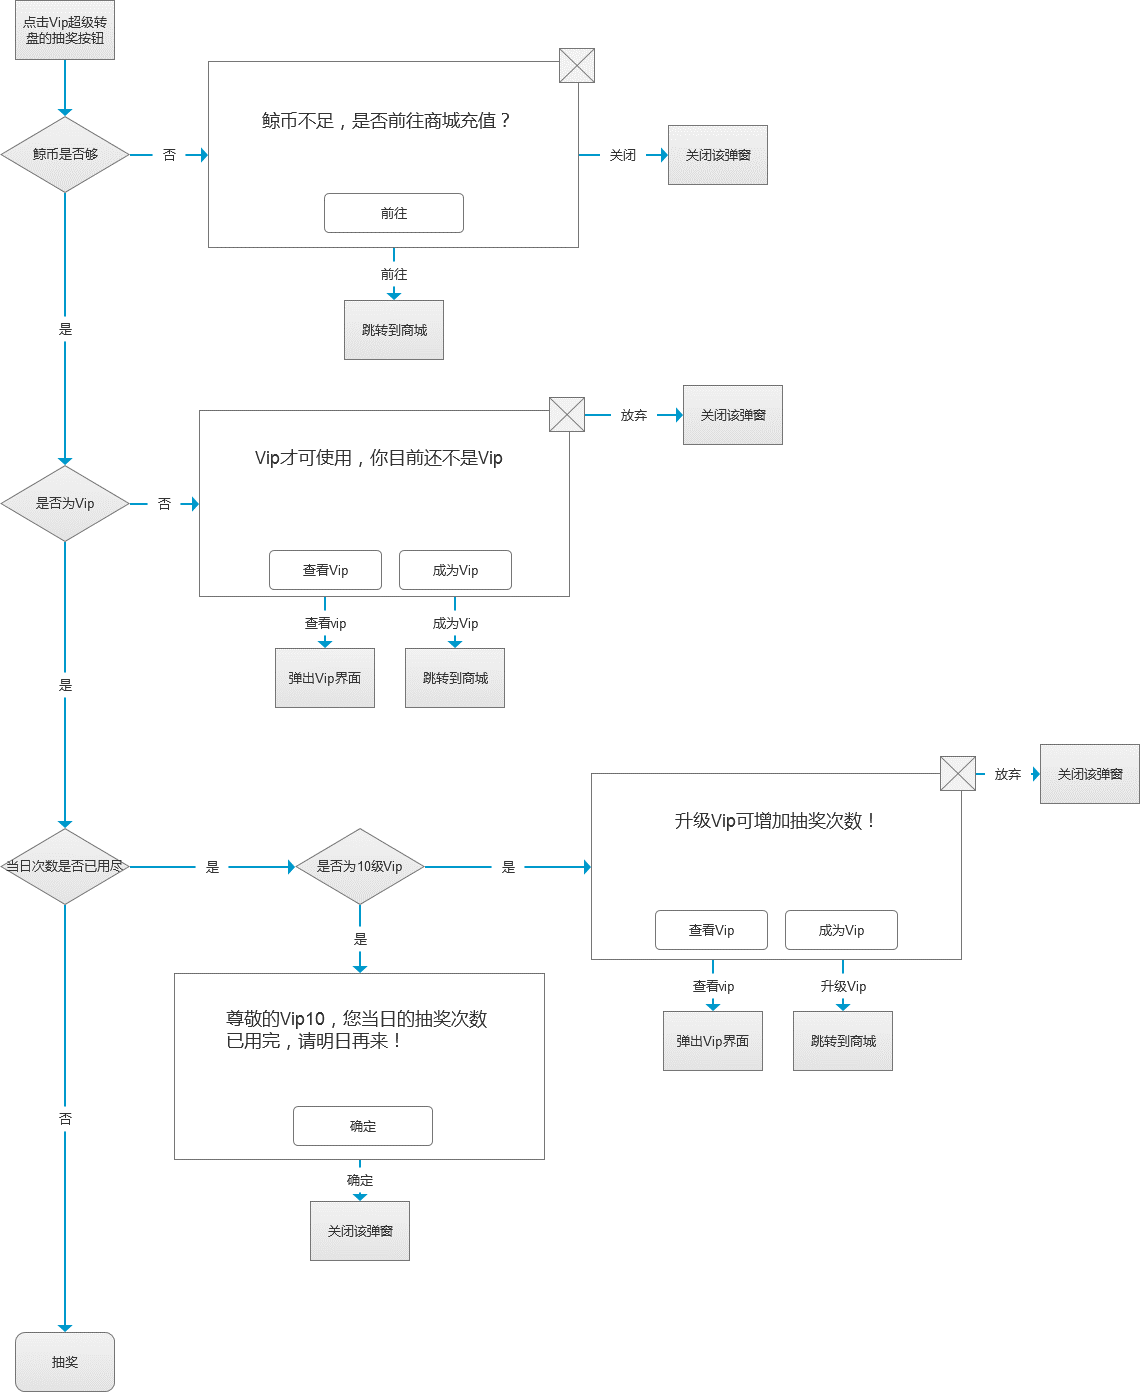 点击Vip超级转
盘的抽奖按钮
鲸币不足，是否前往商城充值？
鲸币是否够
否
关闭
关闭该弹窗
前往
前往
是
跳转到商城
放弃
关闭该弹窗
Vip才可使用，你目前还不是Vip
是否为Vip
否
查看Vip
成为Vip
查看vip
成为Vip
是
弹出Vip界面
跳转到商城
放弃
关闭该弹窗
升级Vip可增加抽奖次数！
当日次数是否已用尽
是
是否为10级Vip
是
查看Vip
成为Vip
是
查看vip
升级Vip
尊敬的Vip10，您当日的抽奖次数
已用完，请明日再来！
弹出Vip界面
跳转到商城
否
确定
确定
关闭该弹窗
抽奖